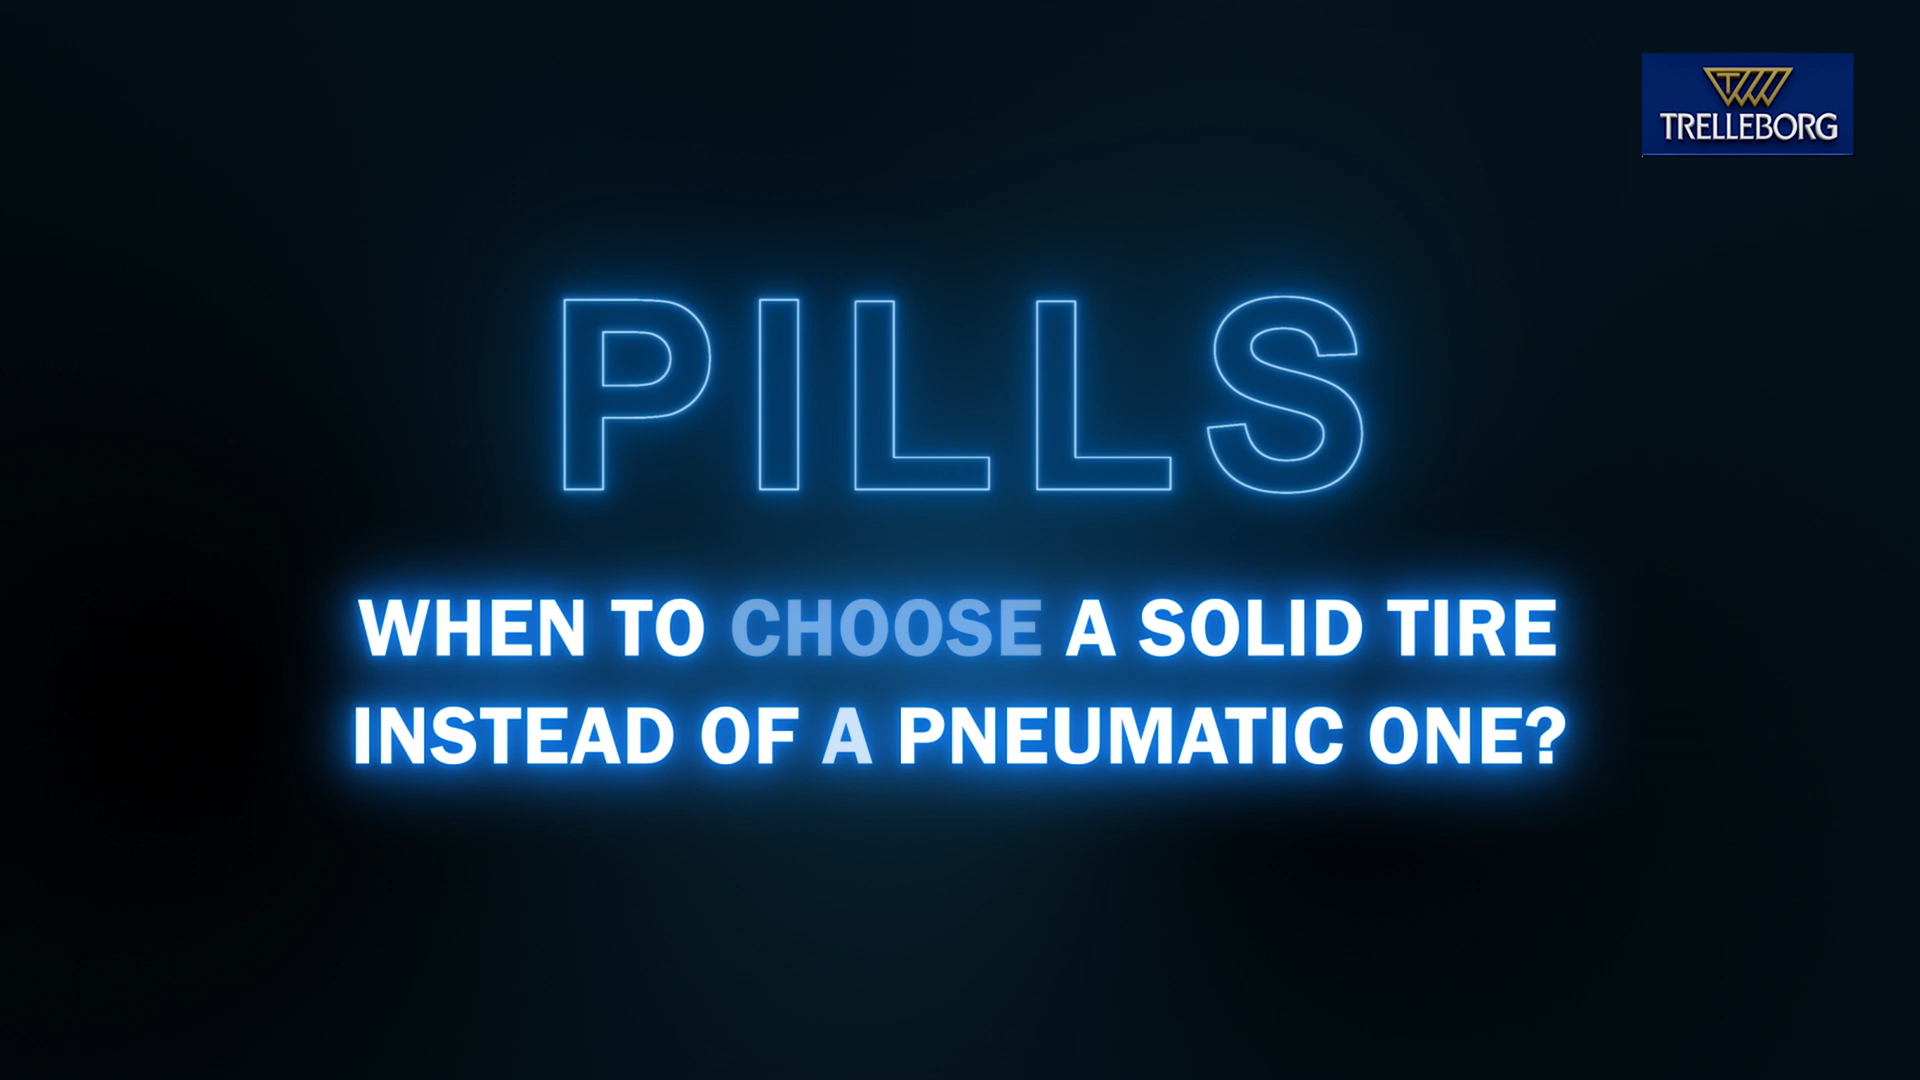 TRELLEBORG
PILLS
WHEN TO CHOOSE A SOLID TIRE
INSTEAD OF A PNEUMATIC ONE?